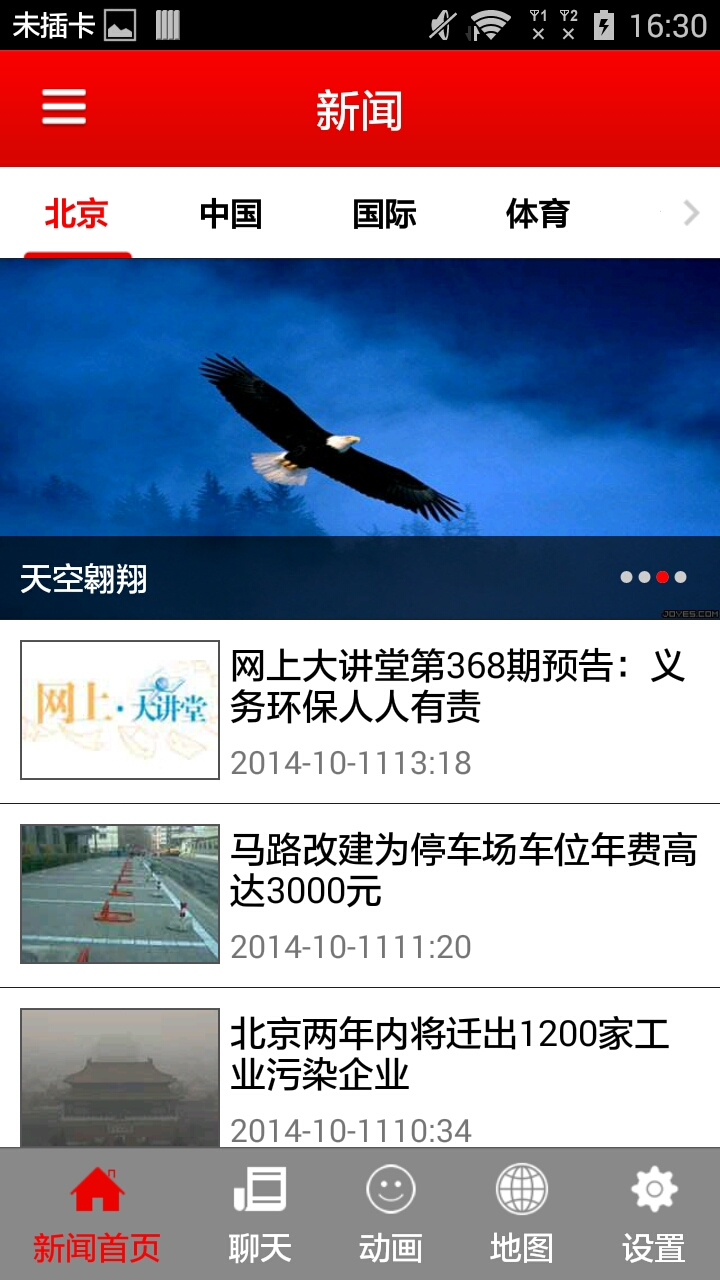 未插卡 16:30
新闻
北京 中国 国际 体育
天空翱翔
JOYES.COM
网上·大讲堂
网上大讲堂第368期预告：义
务环保人人有责
2014-10-1113:18
马路改建为停车场车位年费高
达3000元
2014-10-1111:20
北京两年内将迁出1200家工
业污染企业
2014-10-1110:34
新闻首页 聊天 动画 地图 设置